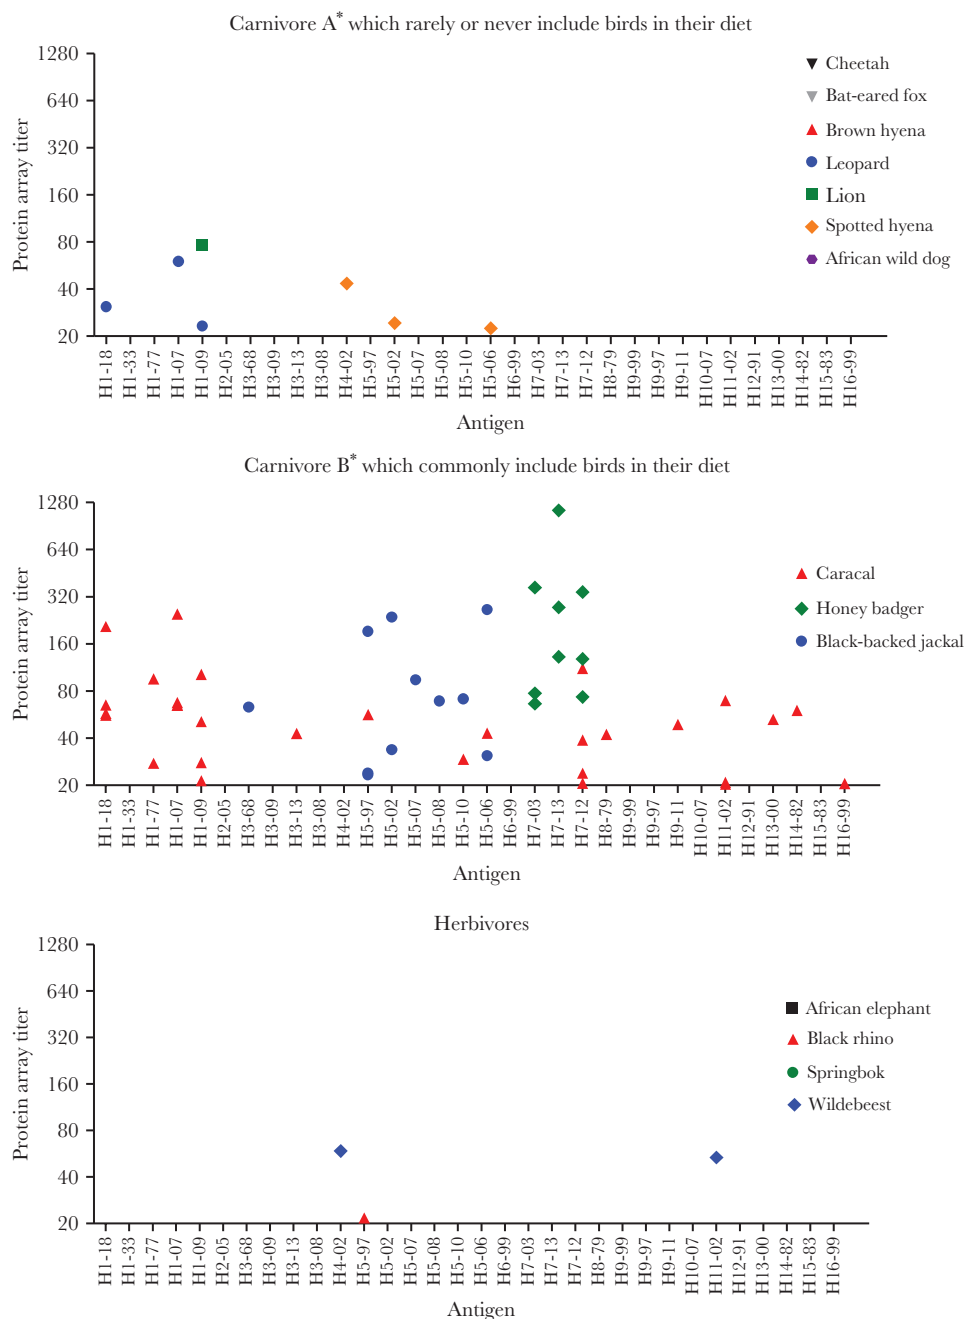 Carnivore A* which rarely or never include birds in their diet
Protein array titer
1280
640
320
160
80
40
20
Cheetah
Bat-eared fox
Brown hyena
Leopard
Lion
Spotted hyena
African wild dog
H1-18
H1-33
H1-77
H1-07
H1-09
H2-05
H3-68
H3-09
H3-13
H3-08
H4-02
H5-97
H5-02
H5-07
H5-08
H5-10
H5-06
H6-99
H7-03
H7-13
H7-12
H8-79
H9-99
H9-97
H9-11
H10-07
H11-02
H12-91
H13-00
H14-82
H15-83
H16-99
Antigen
Carnivore B* which commonly include birds in their diet
Protein array titer
1280
640
320
160
80
40
20
Caracal
Honey badger
Black-backed jackal
H1-18
H1-33
H1-77
H1-07
H1-09
H2-05
H3-68
H3-09
H3-13
H3-08
H4-02
H5-97
H5-02
H5-07
H5-08
H5-10
H5-06
H6-99
H7-03
H7-13
H7-12
H8-79
H9-99
H9-97
H9-11
H10-07
H11-02
H12-91
H13-00
H14-82
H15-83
H16-99
Antigen
Herbivores
Protein array titer
1280
640
320
160
80
40
20
African elephant
Black rhino
Springbok
Wildebeest
H1-18
H1-33
H1-77
H1-07
H1-09
H2-05
H3-68
H3-09
H3-13
H3-08
H4-02
H5-97
H5-02
H5-07
H5-08
H5-10
H5-06
H6-99
H7-03
H7-13
H7-12
H8-79
H9-99
H9-97
H9-11
H10-07
H11-02
H12-91
H13-00
H14-82
H15-83
H16-99
Antigen